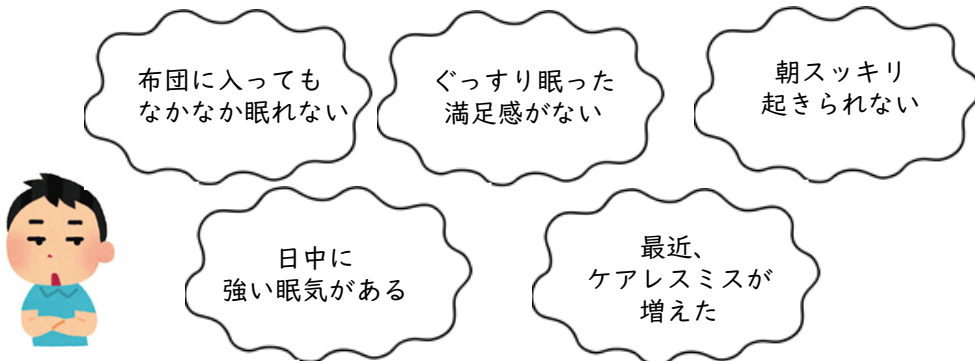 布団に入っても
なかなか眠れない
ぐっすり眠った
満足感がない
朝スッキリ
起きられない
日中に
強い眠気がある
最近、
ケアレスミスが
増えた